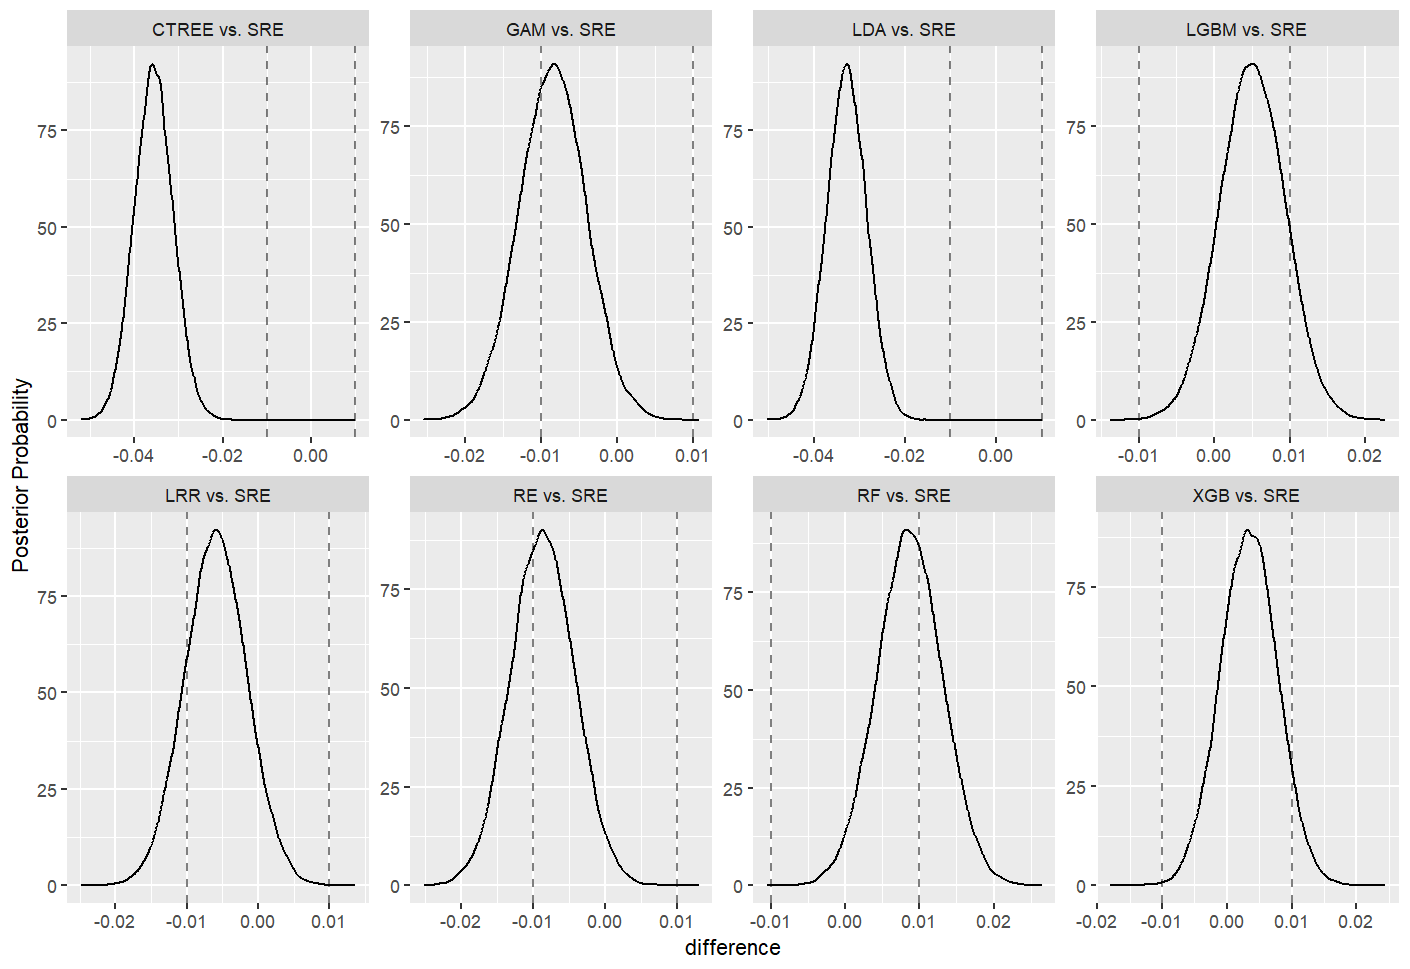 CTREE vs. SRE
GAM vs. SRE
LDA vs. SRE
LGBM vs. SRE
75
50
25
0
75
50
25
0
75
50
25
0
75
50
25
0
-0.04 -0.02 0.00
-0.02 -0.01 0.00 0.01
-0.04 -0.02 0.00
-0.01 0.00 0.01 0.02
Posterior Probability
LRR vs. SRE
RE vs. SRE
RF vs. SRE
XGB vs. SRE
75
50
25
0
75
50
25
0
75
50
25
0
75
50
25
0
-0.02 -0.01 0.00 0.01
-0.02 -0.01 0.00 0.01
-0.01 0.00 0.01 0.02
-0.02 -0.01 0.00 0.01 0.02
difference